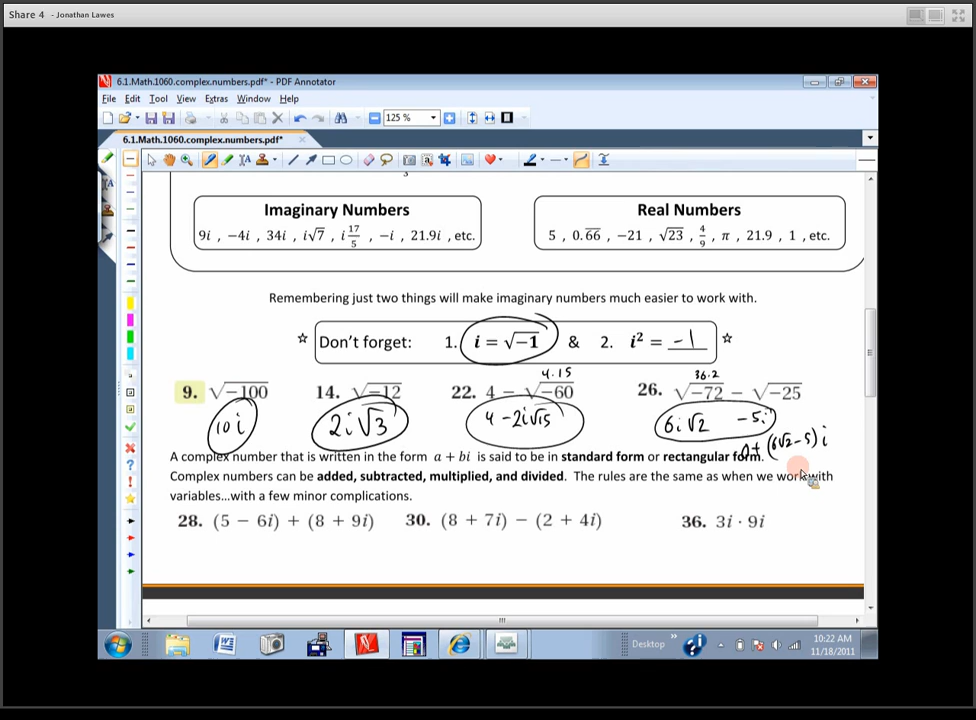 Share 4 - Jonathan Lawes
6.1.Math.1060.complex.numbers.pdf* - PDF Annotator
File Edit Tool View Extras Window Help
125 %
6.1.Math.1060.complex.numbers.pdf*
Imaginary Numbers
9i , −4i , 34i , i√7 , i 17/5 , −i , 21.9i , etc.
Real Numbers
5 , 0.6̅6̅ , −21 , √23 , 4/9 , π , 21.9 , 1 , etc.
Remembering just two things will make imaginary numbers much easier to work with.
☆ Don't forget: 1. i = √−1 & 2. i² = −1 ☆
4·15
36·2
9. √−100 14. √−12 22. 4 − √−60 26. √−72 − √−25
10i 2i√3 4−2i√15 6i√2 −5i
0+(6√2−5)i
A complex number that is written in the form a + bi is said to be in standard form or rectangular form.
Complex numbers can be added, subtracted, multiplied, and divided. The rules are the same as when we work with
variables...with a few minor complications.
28. (5 − 6i) + (8 + 9i) 30. (8 + 7i) − (2 + 4i) 36. 3i · 9i
Desktop
10:22 AM
11/18/2011